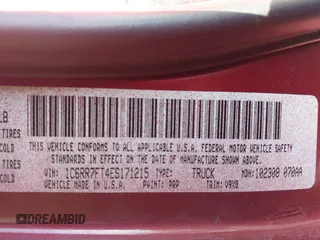 LB
TIRES
COLD
TIRES
COLD
THIS VEHICLE CONFORMS TO ALL APPLICABLE U.S.A. FEDERAL MOTOR VEHICLE SAFETY
STANDARDS IN EFFECT ON THE DATE OF MANUFACTURE SHOWN ABOVE.
VEHICLE MADE IN U.S.A.
VIN: 1C6RR7FT4ES171215 TYPE: TRUCK MDH: 102308 070AA
PAINT: PRP TRIM: V9X8
DREAMBID